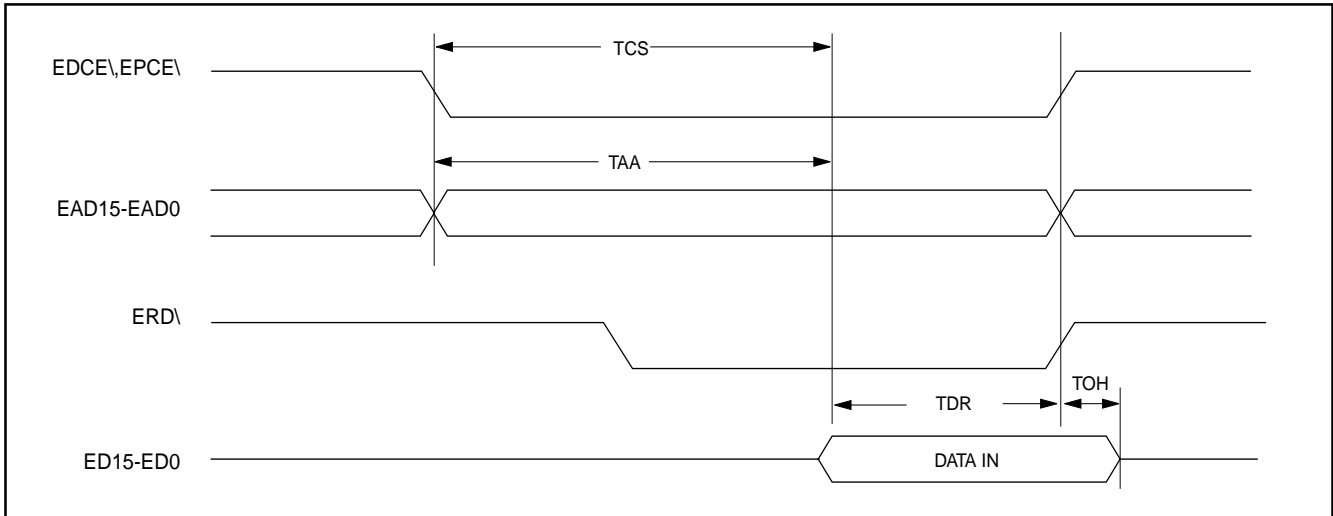 TCS
EDCE\,EPCE\
TAA
EAD15-EAD0
ERD\
TOH
TDR
ED15-ED0
DATA IN